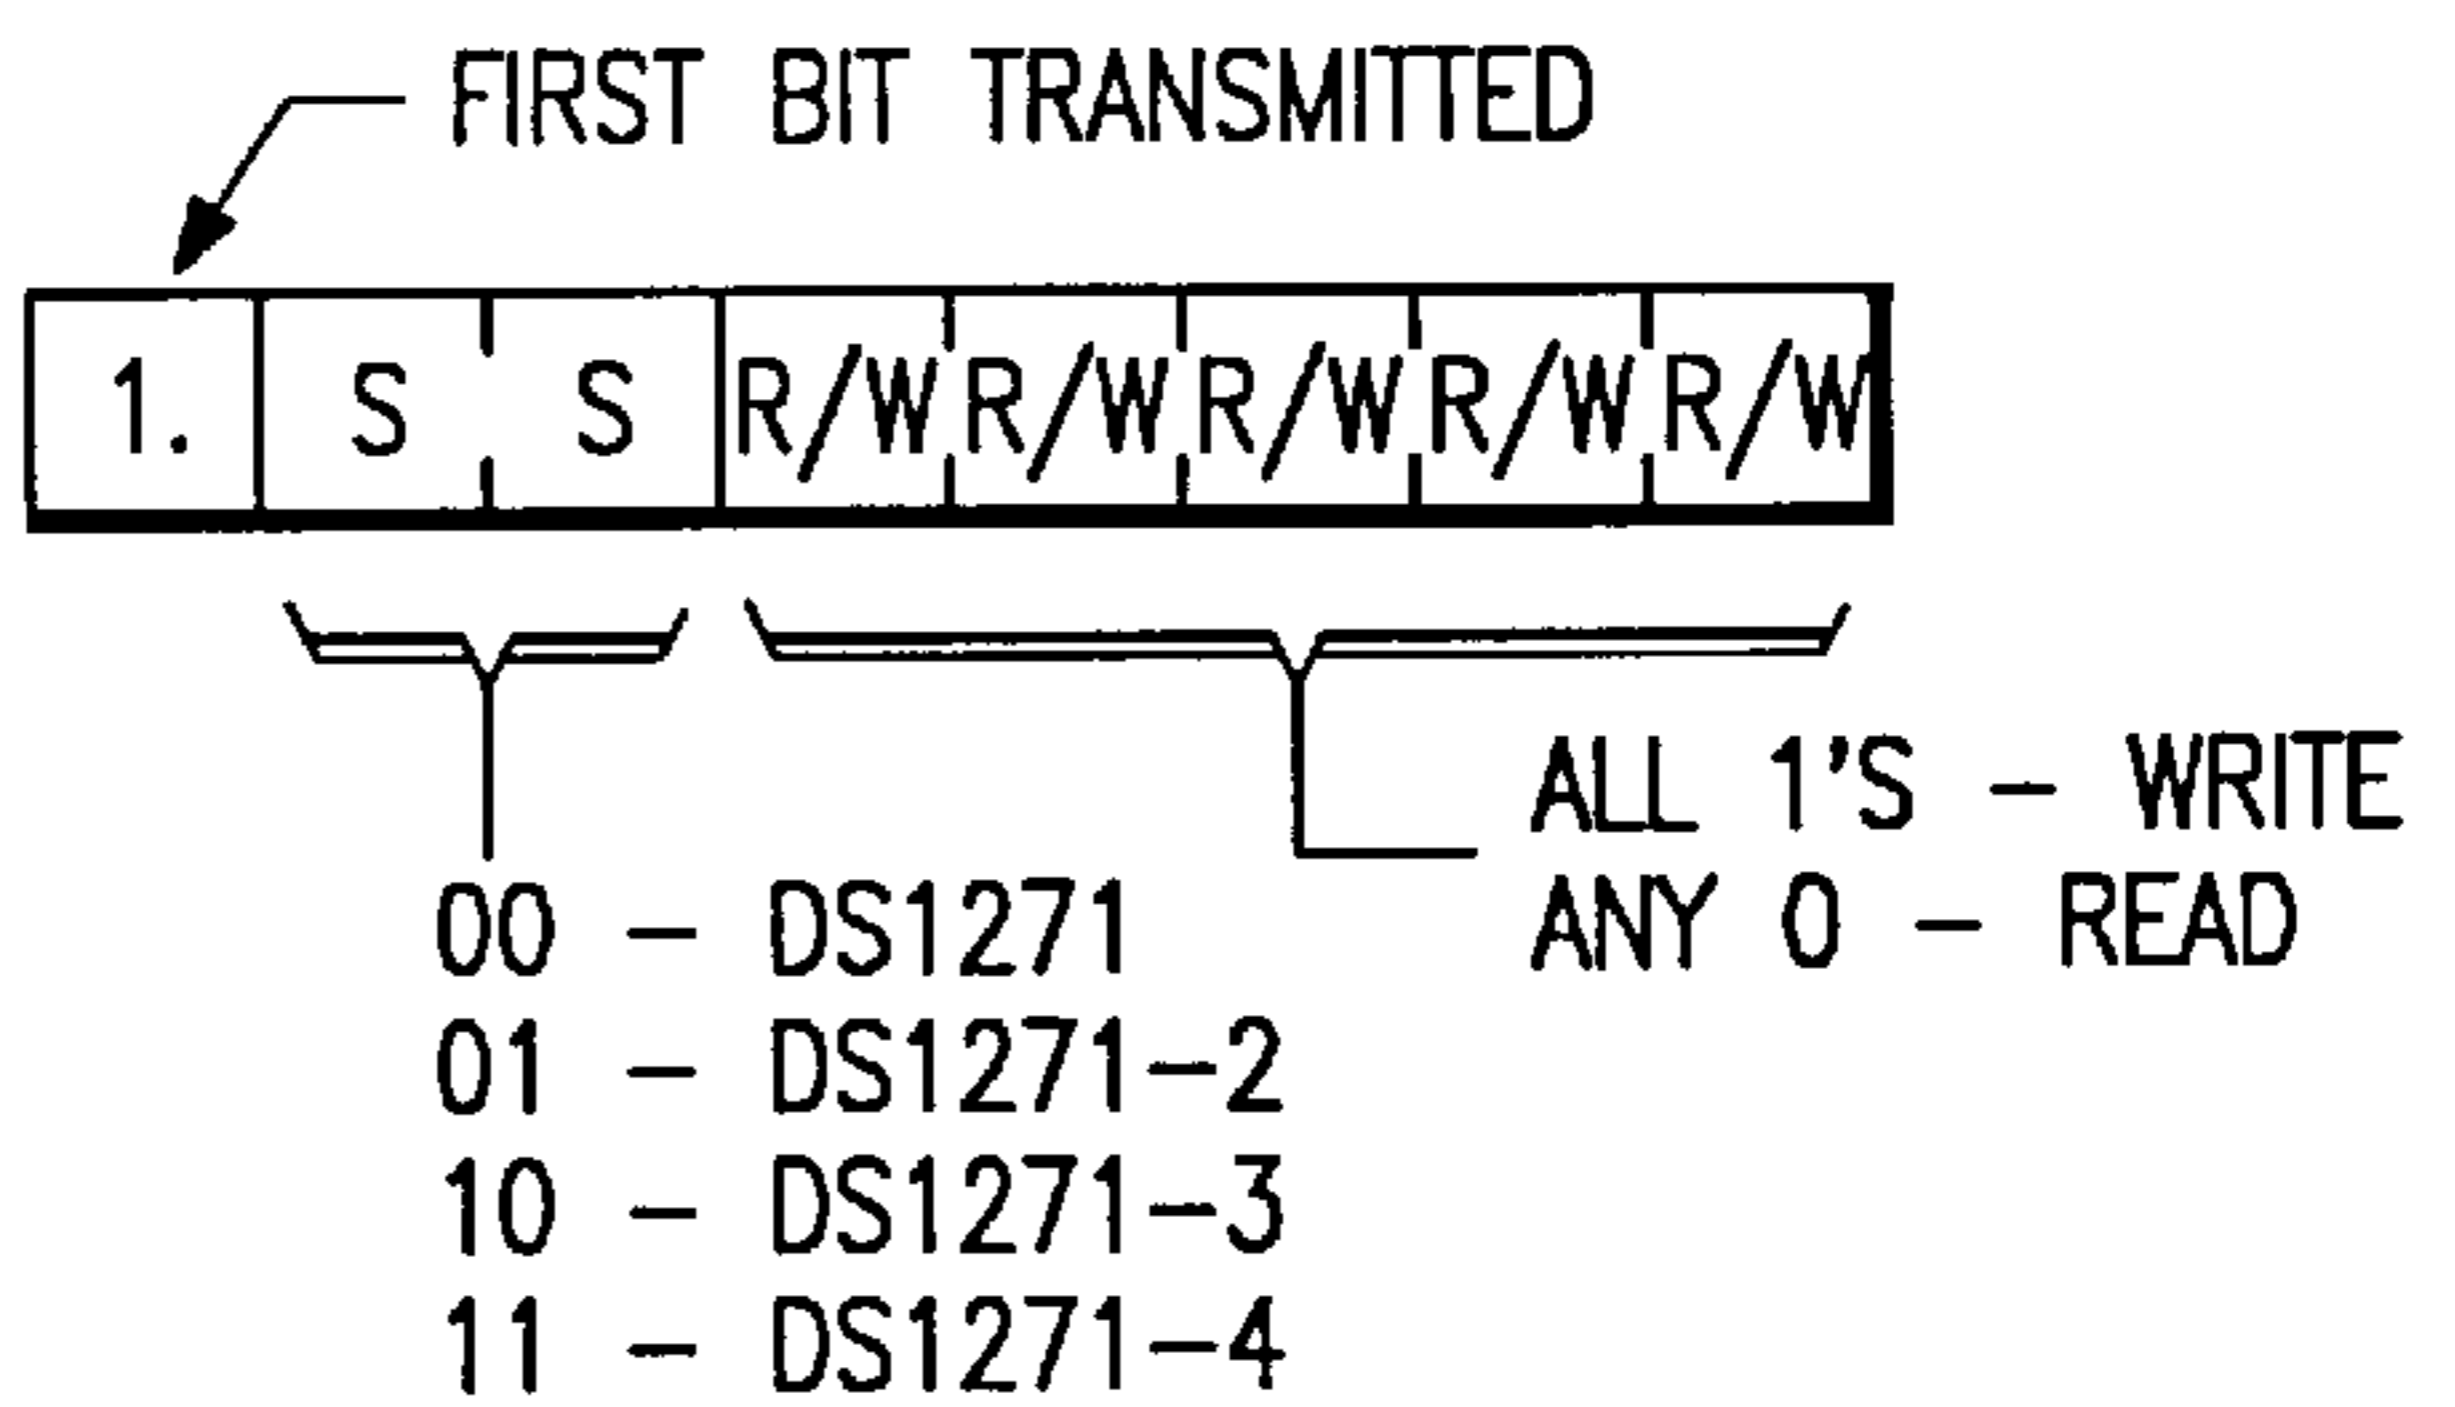 FIRST BIT TRANSMITTED
1. S S R/W R/W R/W R/W R/W
ALL 1'S - WRITE
ANY 0 - READ
00 - DS1271
01 - DS1271-2
10 - DS1271-3
11 - DS1271-4